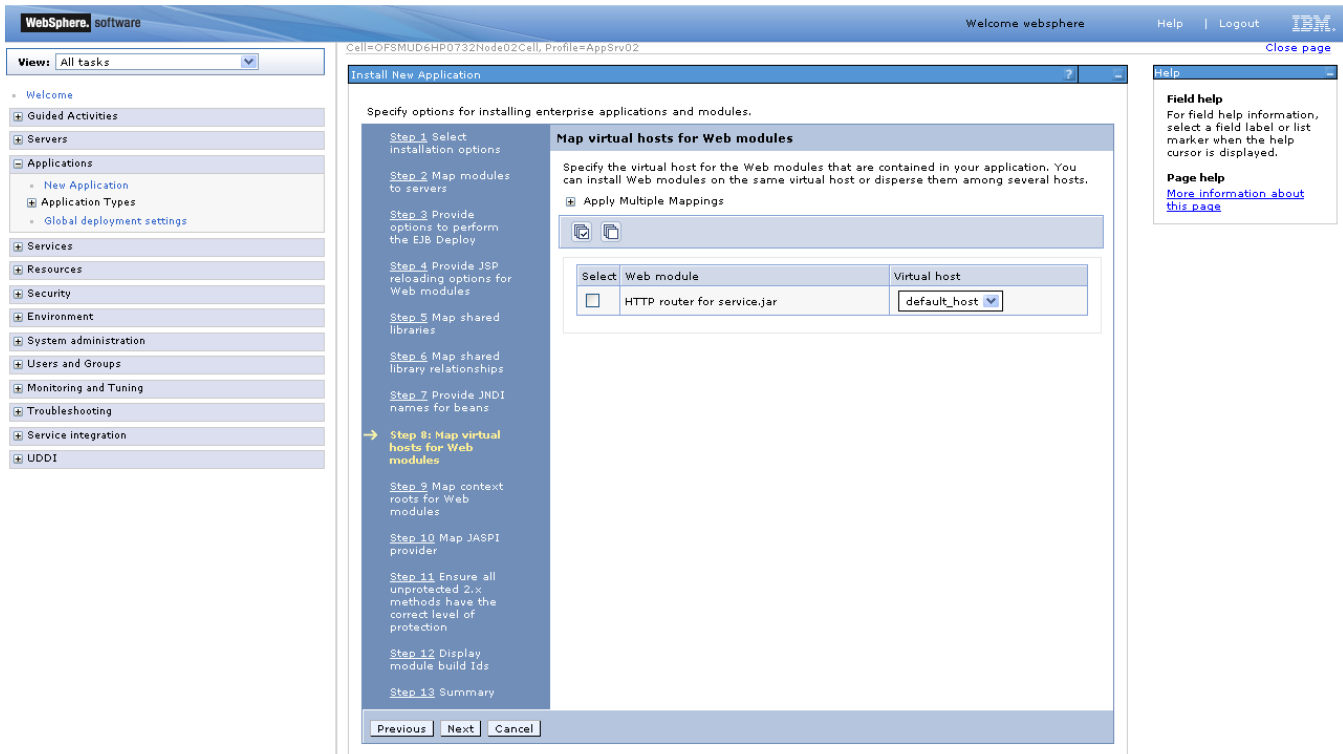 WebSphere. software
Welcome websphere
Help | Logout
IBM.
View: All tasks
Cell=OFSMUD6HP0732Node02Cell, Profile=AppSrv02
Close page
Welcome
Guided Activities
Servers
Applications
New Application
Application Types
Global deployment settings
Services
Resources
Security
Environment
System administration
Users and Groups
Monitoring and Tuning
Troubleshooting
Service integration
UDDI
Install New Application
?
Specify options for installing enterprise applications and modules.
Step 1 Select
installation options
Step 2 Map modules
to servers
Step 3 Provide
options to perform
the EJB Deploy
Step 4 Provide JSP
reloading options for
Web modules
Step 5 Map shared
libraries
Step 6 Map shared
library relationships
Step 7 Provide JNDI
names for beans
Step 8: Map virtual
hosts for Web
modules
Step 9 Map context
roots for Web
modules
Step 10 Map JASPI
provider
Step 11 Ensure all
unprotected 2.x
methods have the
correct level of
protection
Step 12 Display
module build Ids
Step 13 Summary
Map virtual hosts for Web modules
Specify the virtual host for the Web modules that are contained in your application. You
can install Web modules on the same virtual host or disperse them among several hosts.
Apply Multiple Mappings
Select Web module Virtual host
HTTP router for service.jar default_host
Previous Next Cancel
Help
Field help
For field help information,
select a field label or list
marker when the help
cursor is displayed.
Page help
More information about
this page